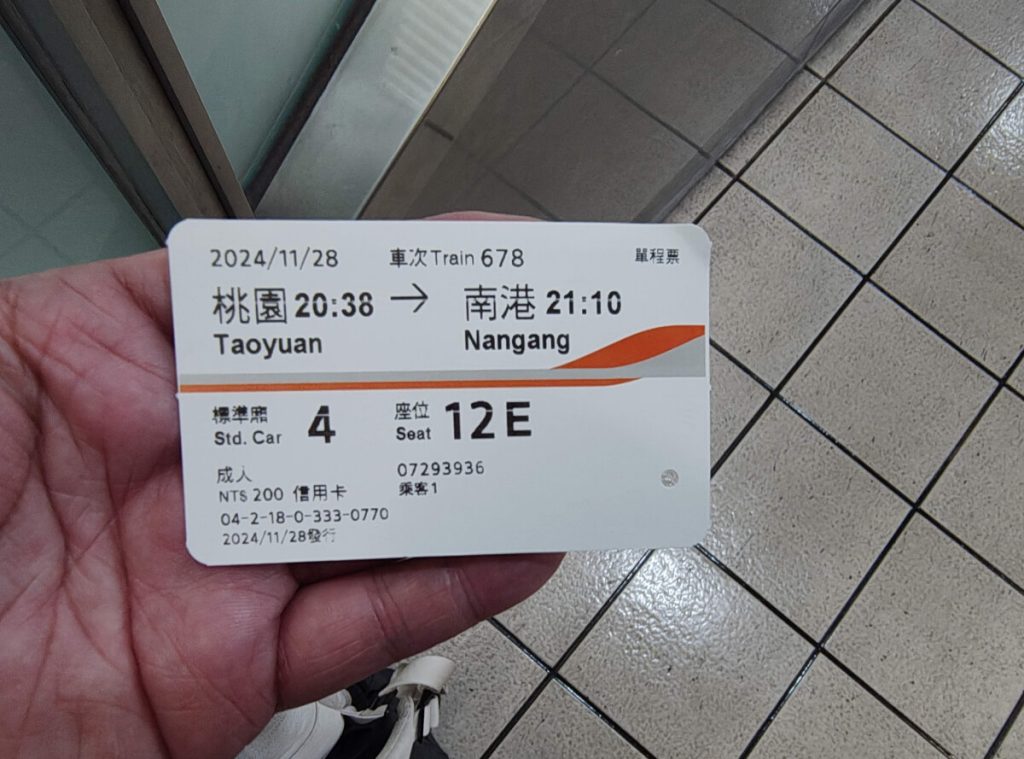 2024/11/28 車次Train 678 單程票
桃園 20:38 → 南港 21:10
Taoyuan Nangang
標準廂 座位
Std. Car 4 Seat 12E
成人 07293936
NT$ 200 信用卡 乘客1
04-2-18-0-333-0770
2024/11/28發行